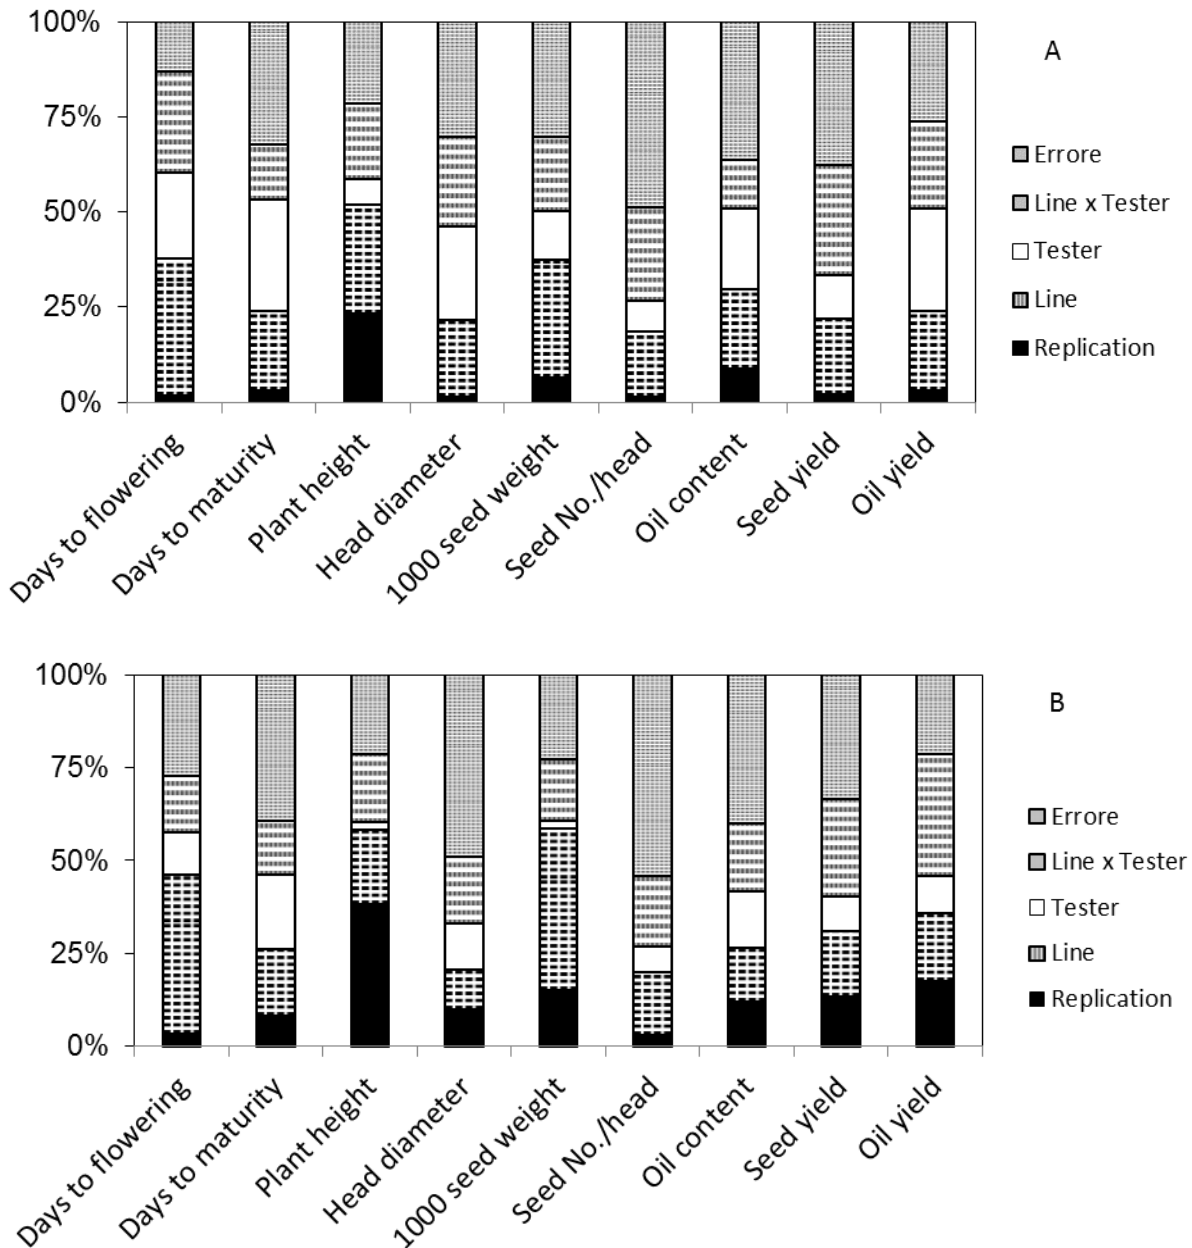 100%
75%
50%
25%
0%
Days to flowering
Days to maturity
Plant height
Head diameter
1000 seed weight
Seed No./head
Oil content
Seed yield
Oil yield
A
Errore
Line x Tester
Tester
Line
Replication
100%
75%
50%
25%
0%
Days to flowering
Days to maturity
Plant height
Head diameter
1000 seed weight
Seed No./head
Oil content
Seed yield
Oil yield
B
Errore
Line x Tester
Tester
Line
Replication